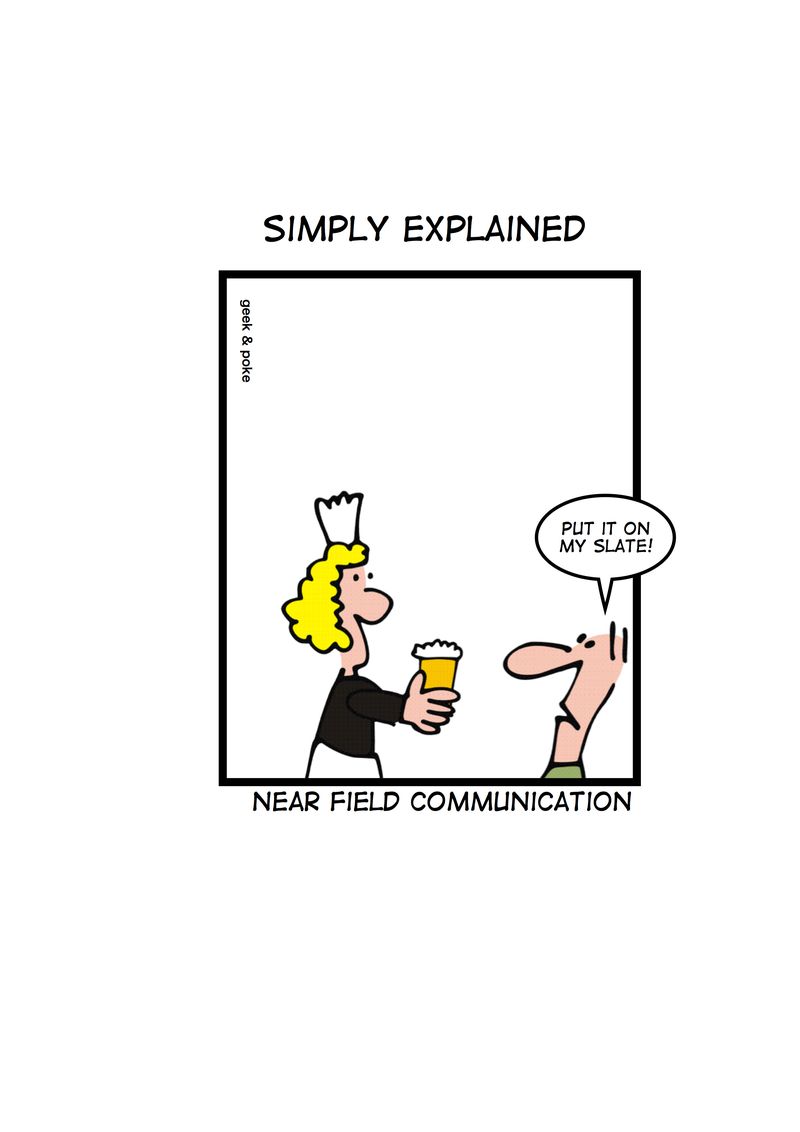 SIMPLY EXPLAINED
geek & poke
PUT IT ON
MY SLATE!
NEAR FIELD COMMUNICATION